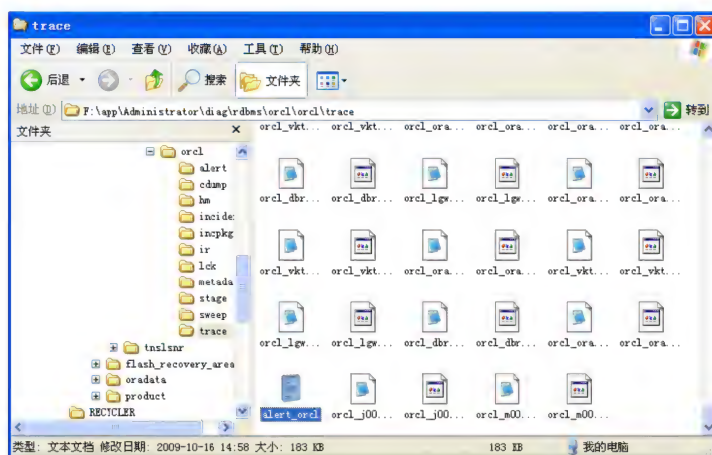 trace
文件(F) 编辑(E) 查看(V) 收藏(A) 工具(T) 帮助(H)
后退 搜索 文件夹
地址(D) F:\app\Administrator\diag\rdbms\orcl\orcl\trace 转到
文件夹 x
orcl
alert
cdump
hm
incide
incpkg
ir
lck
metada
stage
sweep
trace
tnslsnr
flash_recovery_area
oradata
product
RECYCLER
orcl_vkt... orcl_vkt... orcl_ora... orcl_ora... orcl_ora... orcl_ora...
orcl_dbr... orcl_dbr... orcl_lgw... orcl_lgw... orcl_ora... orcl_ora...
orcl_vkt... orcl_ora... orcl_ora... orcl_ora... orcl_vkt... orcl_vkt...
orcl_lgw... orcl_lgw... orcl_dbr... orcl_dbr... orcl_ora... orcl_ora...
alert_orcl orcl_j00... orcl_j00... orcl_m00... orcl_m00...
类型: 文本文档 修改日期: 2009-10-16 14:58 大小: 183 KB 183 KB 我的电脑